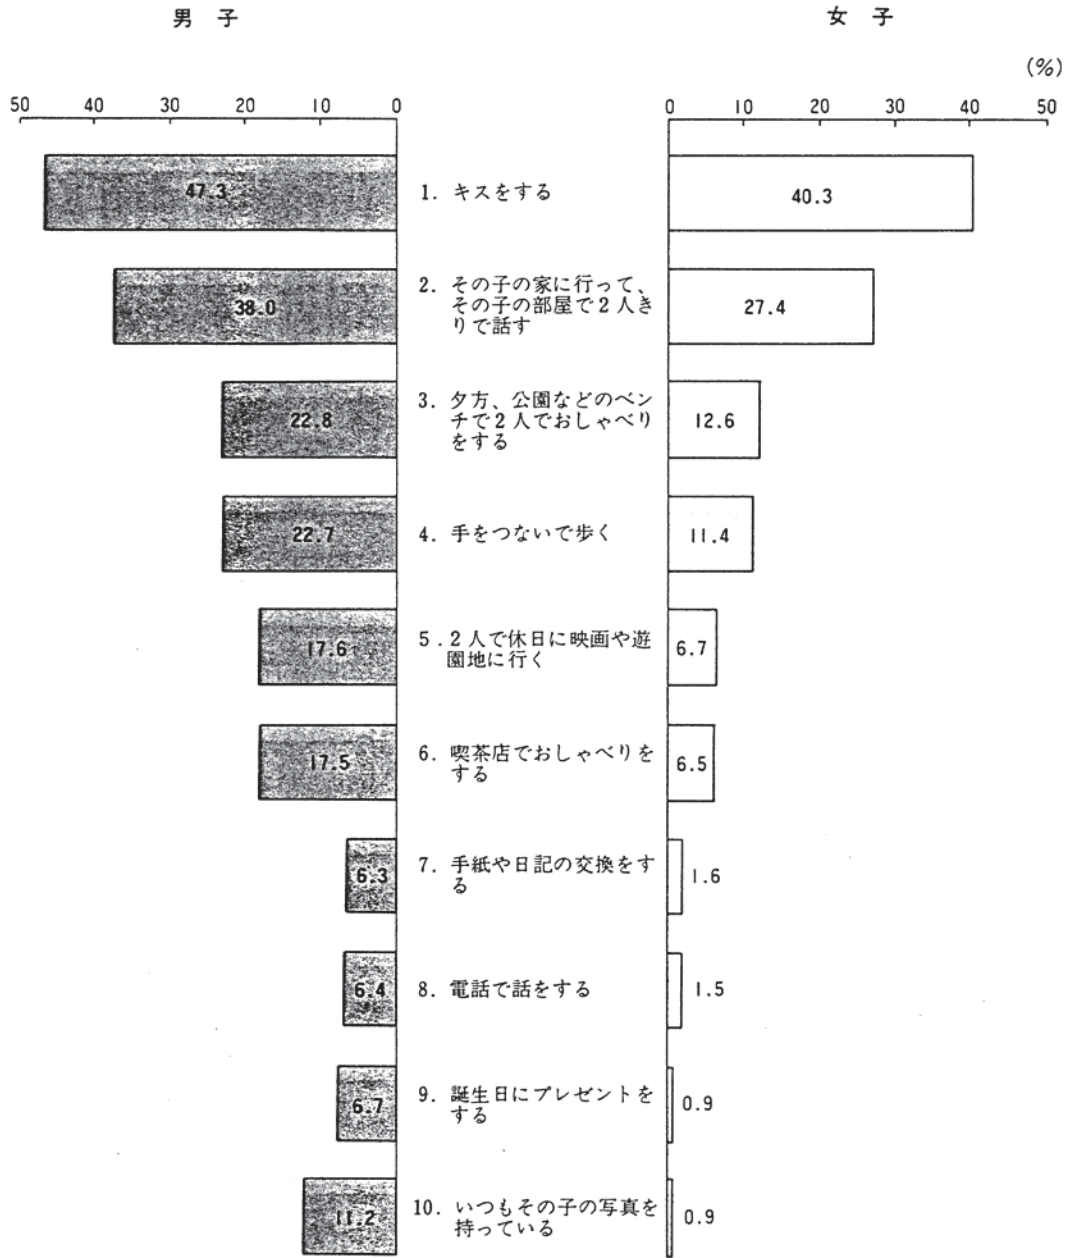 男 子
女 子
(%)
50 40 30 20 10 0
0 10 20 30 40 50
47.3
1. キスをする
40.3
38.0
2. その子の家に行って、
その子の部屋で2人き
りで話す
27.4
22.8
3. 夕方、公園などのベン
チで2人でおしゃべり
をする
12.6
22.7
4. 手をつないで歩く
11.4
17.6
5.2人で休日に映画や遊
園地に行く
6.7
17.5
6. 喫茶店でおしゃべりを
する
6.5
6.3
7. 手紙や日記の交換をす
る
1.6
6.4
8. 電話で話をする
1.5
6.7
9. 誕生日にプレゼントを
する
0.9
11.2
10. いつもその子の写真を
持っている
0.9